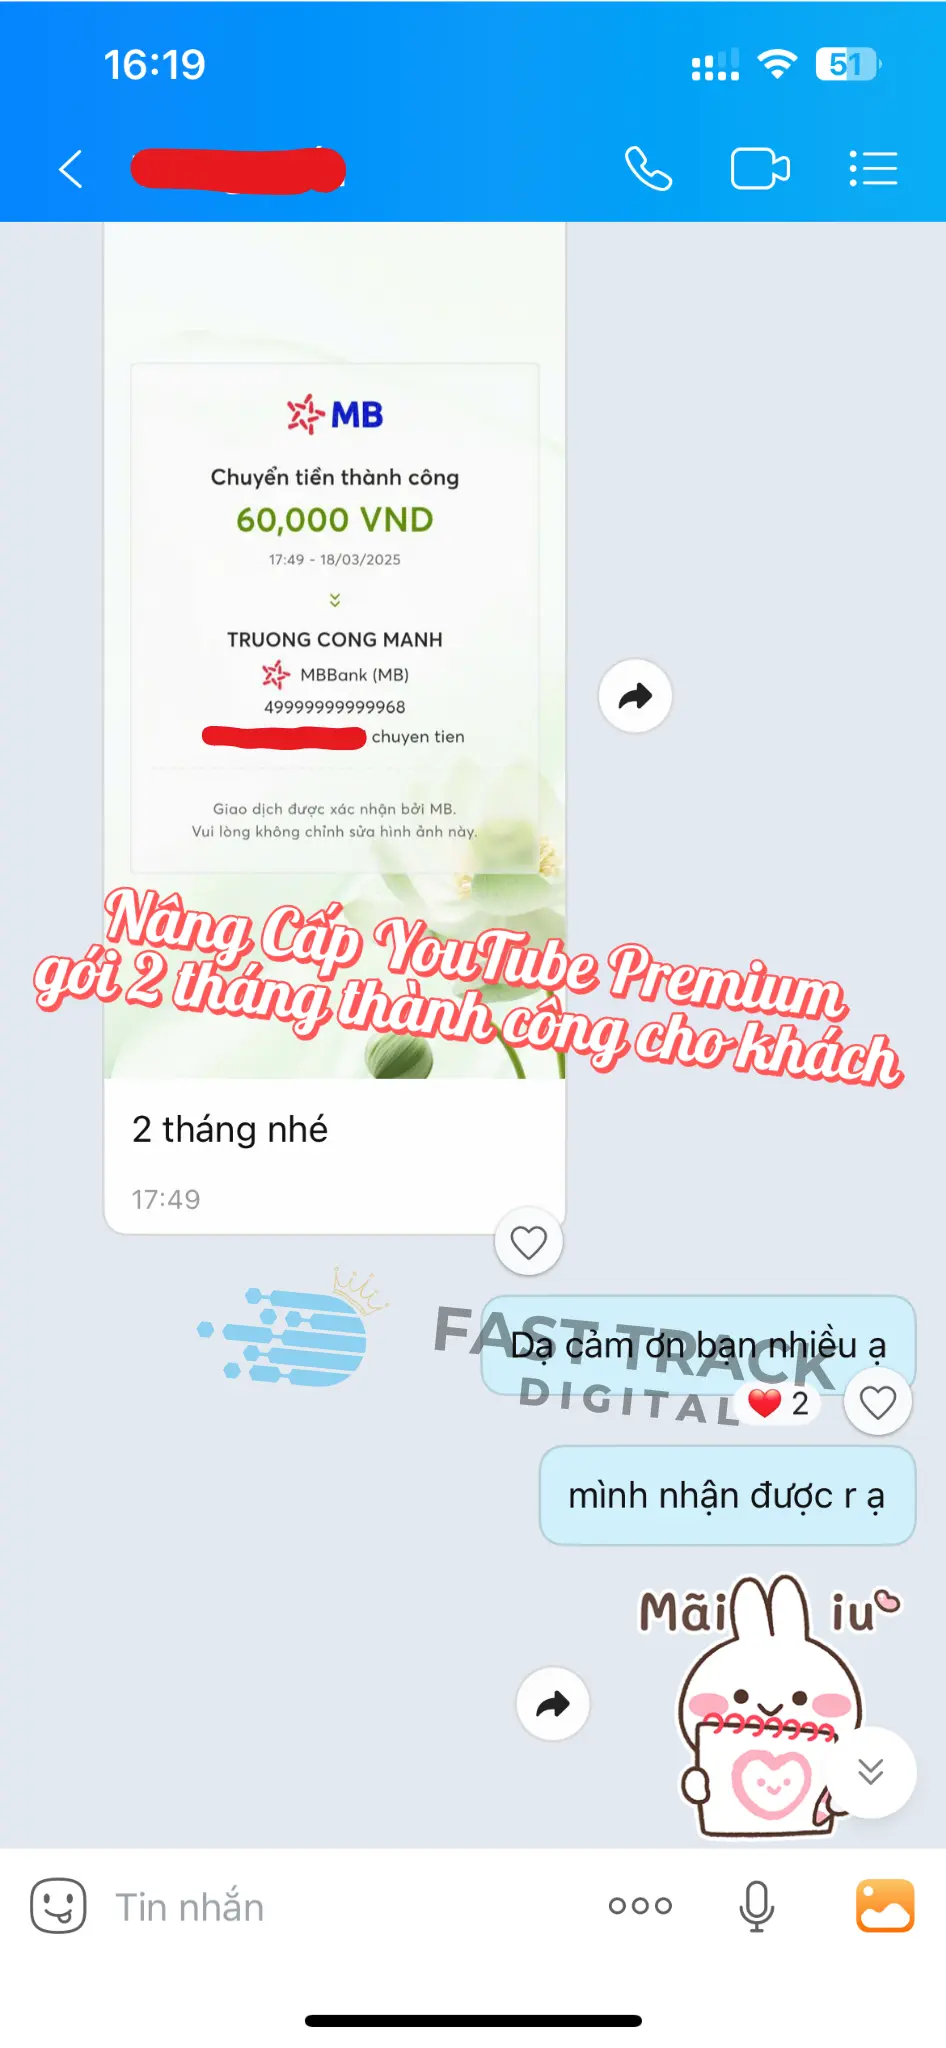 16:19
51
MB
Chuyển tiền thành công
60,000 VND
17:49 - 18/03/2025
TRUONG CONG MANH
MBBank (MB)
49999999999968
chuyen tien
Giao dịch được xác nhận bởi MB.
Vui lòng không chỉnh sửa hình ảnh này.
Nâng Cấp YouTube Premium
gói 2 tháng thành công cho khách
2 tháng nhé
17:49
FAST TRACK
DIGITAL
Dạ cảm ơn bạn nhiều ạ
2
mình nhận được r ạ
Mãi iu
Tin nhắn